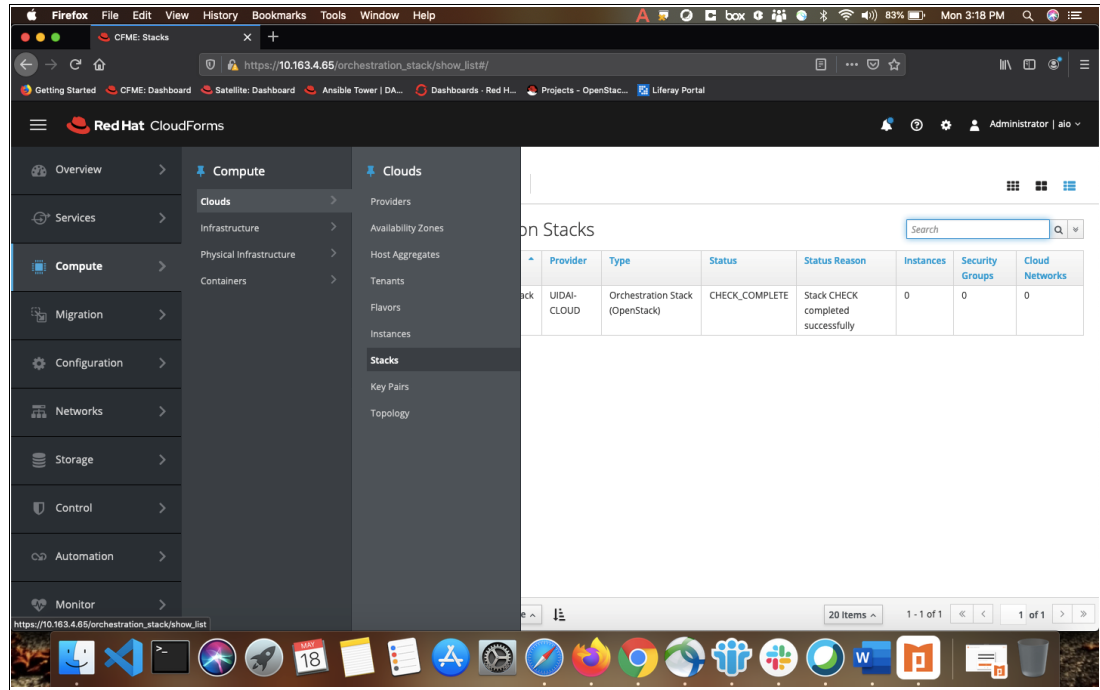 Firefox File Edit View History Bookmarks Tools Window Help
box
83%
Mon 3:18 PM
CFME: Stacks
https://10.163.4.65/orchestration_stack/show_list#/
Getting Started CFME: Dashboard Satellite: Dashboard Ansible Tower | DA... Dashboards - Red H... Projects - OpenStac... Liferay Portal
Red Hat CloudForms
Administrator | aio
Overview
Services
Compute
Migration
Configuration
Networks
Storage
Control
Automation
Monitor
Compute
Clouds
Infrastructure
Physical Infrastructure
Containers
Clouds
Providers
Availability Zones
Host Aggregates
Tenants
Flavors
Instances
Stacks
Key Pairs
Topology
on Stacks
Search
Provider Type Status Status Reason Instances Security Groups Cloud Networks
ack UIDAI-CLOUD Orchestration Stack (OpenStack) CHECK_COMPLETE Stack CHECK completed successfully 0 0 0
e
20 Items
1 - 1 of 1
1 of 1
https://10.163.4.65/orchestration_stack/show_list
MAY
18
W